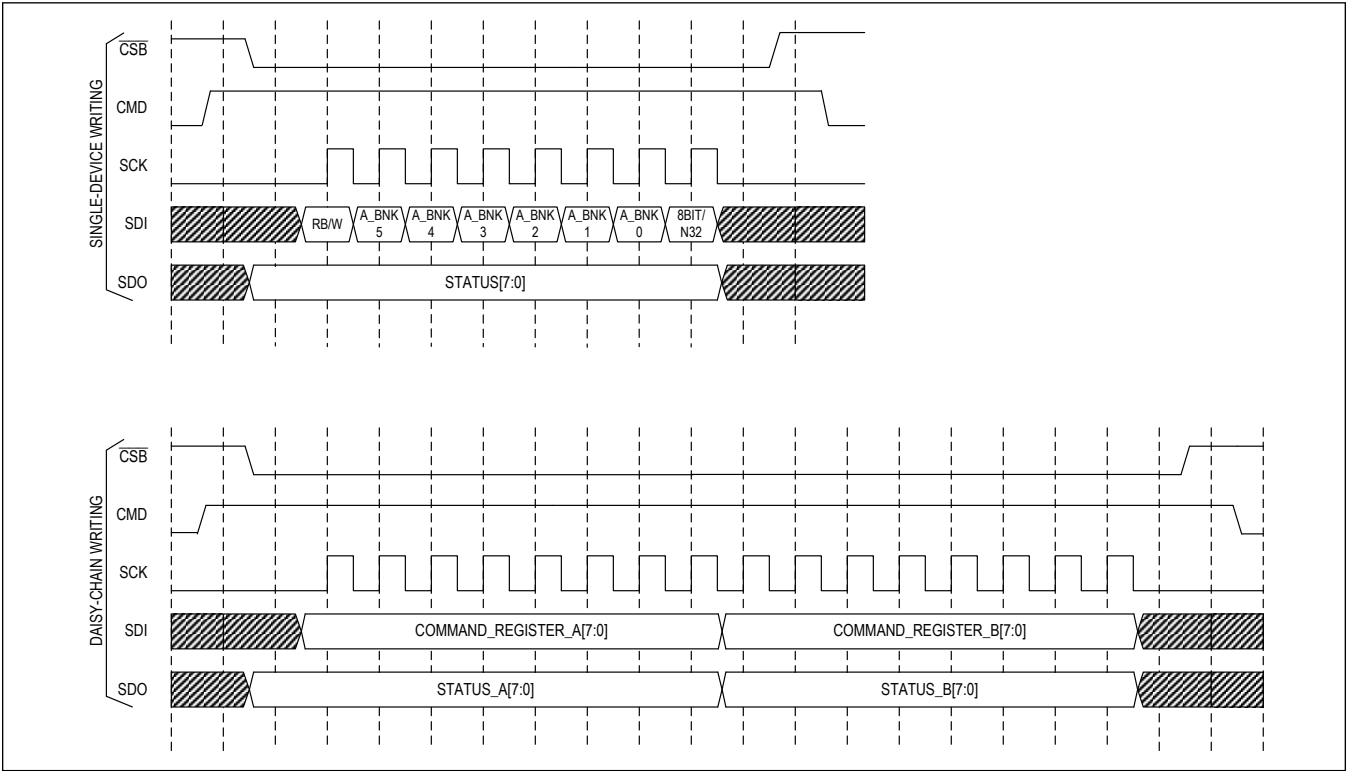 SINGLE-DEVICE WRITING
CSB
CMD
SCK
SDI
RB/W
A_BNK
5
A_BNK
4
A_BNK
3
A_BNK
2
A_BNK
1
A_BNK
0
8BIT/
N32
SDO
STATUS[7:0]
DAISY-CHAIN WRITING
CSB
CMD
SCK
SDI
COMMAND_REGISTER_A[7:0]
COMMAND_REGISTER_B[7:0]
SDO
STATUS_A[7:0]
STATUS_B[7:0]